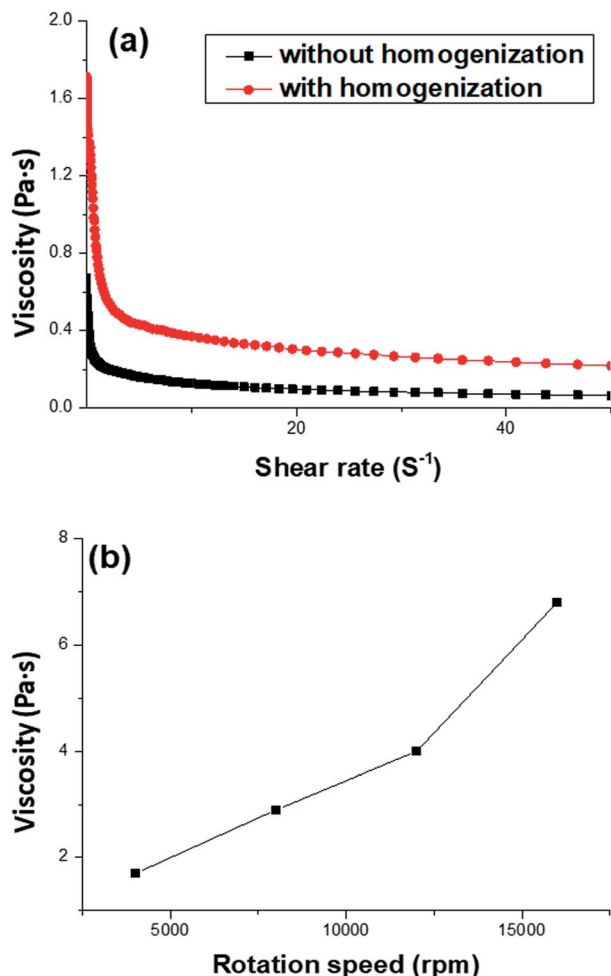 (a)
without homogenization
with homogenization
2.0
1.6
1.2
0.8
0.4
0.0
Viscosity (Pa·s)
20
40
Shear rate (S⁻¹)
(b)
8
6
4
2
Viscosity (Pa·s)
5000
10000
15000
Rotation speed (rpm)